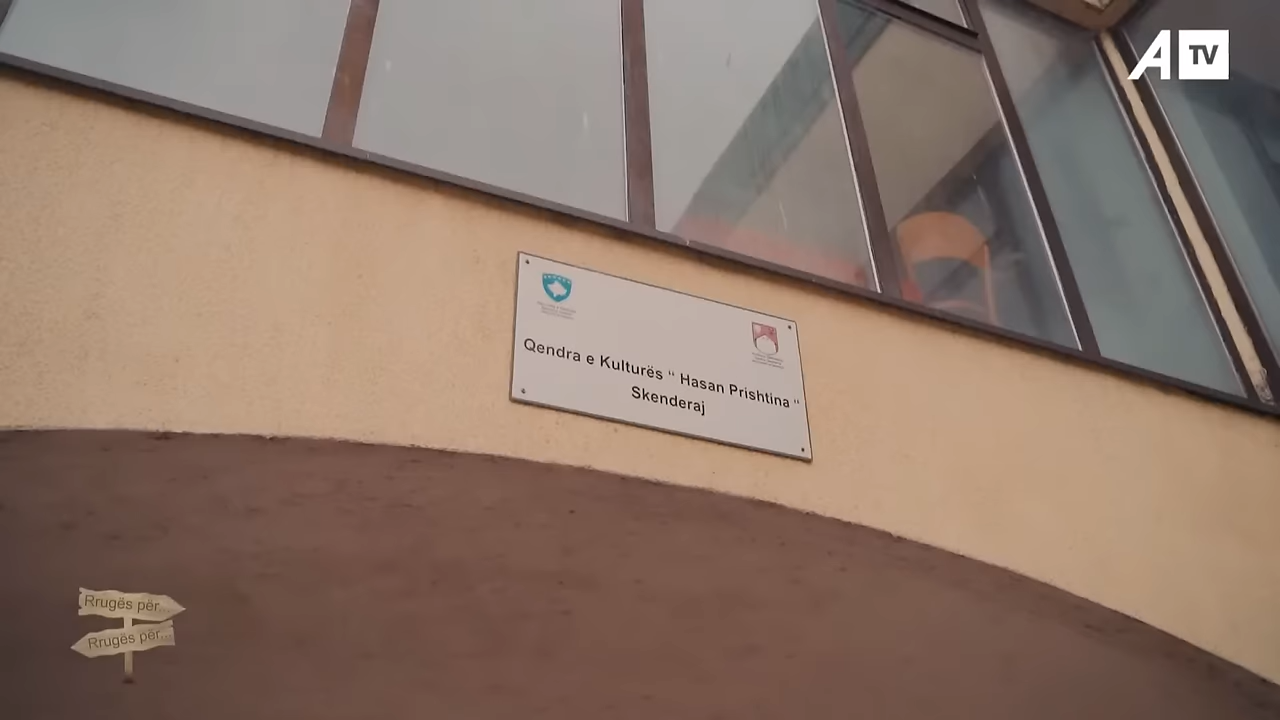 A TV
Qendra e Kulturës “ Hasan Prishtina ”
Skenderaj
Rrugës për...
Rrugës për...